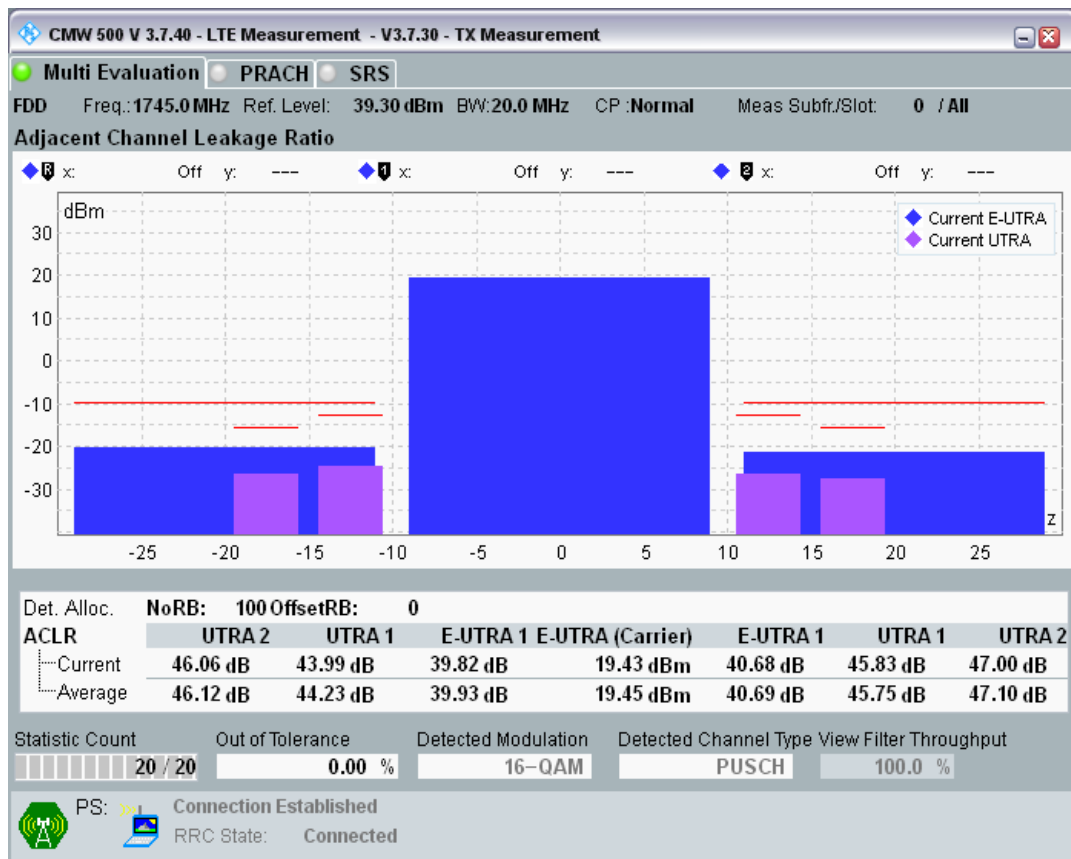 CMW 500 V 3.7.40 - LTE Measurement - V3.7.30 - TX Measurement
Multi Evaluation PRACH SRS
FDD Freq.:1745.0 MHz Ref. Level: 39.30 dBm BW:20.0 MHz CP :Normal Meas Subfr./Slot: 0 / All
Adjacent Channel Leakage Ratio
R x: Off y: --- 1 x: Off y: --- 2 x: Off y: ---
dBm
Current E-UTRA
Current UTRA
30
20
10
0
-10
-20
-30
z
-25 -20 -15 -10 -5 0 5 10 15 20 25
Det. Alloc. NoRB: 100 OffsetRB: 0
ACLR UTRA 2 UTRA 1 E-UTRA 1 E-UTRA (Carrier) E-UTRA 1 UTRA 1 UTRA 2
Current 46.06 dB 43.99 dB 39.82 dB 19.43 dBm 40.68 dB 45.83 dB 47.00 dB
Average 46.12 dB 44.23 dB 39.93 dB 19.45 dBm 40.69 dB 45.75 dB 47.10 dB
Statistic Count Out of Tolerance Detected Modulation Detected Channel Type View Filter Throughput
20 / 20 0.00 % 16-QAM PUSCH 100.0 %
PS: Connection Established
RRC State: Connected